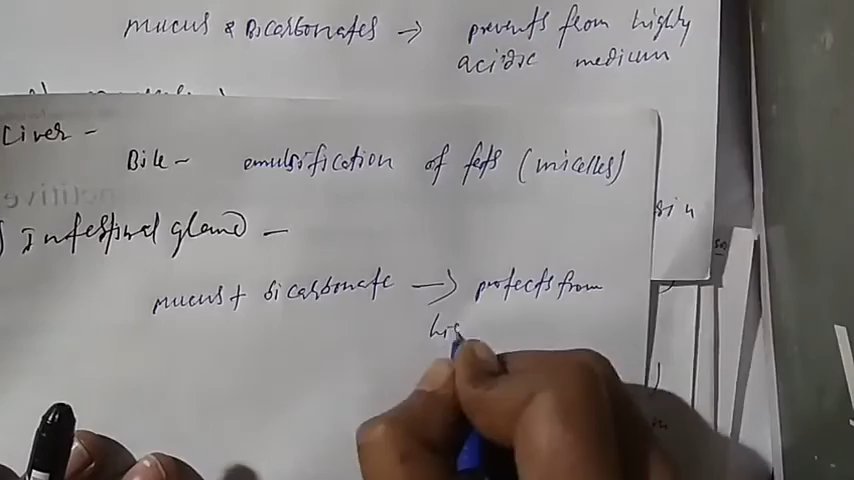 mucus & Bicarbonates → prevents from highly
acidic medium
Liver -
Bile - emulsification of fats (micelles)
Intestinal gland -
mucus + bicarbonate → protects from
hig